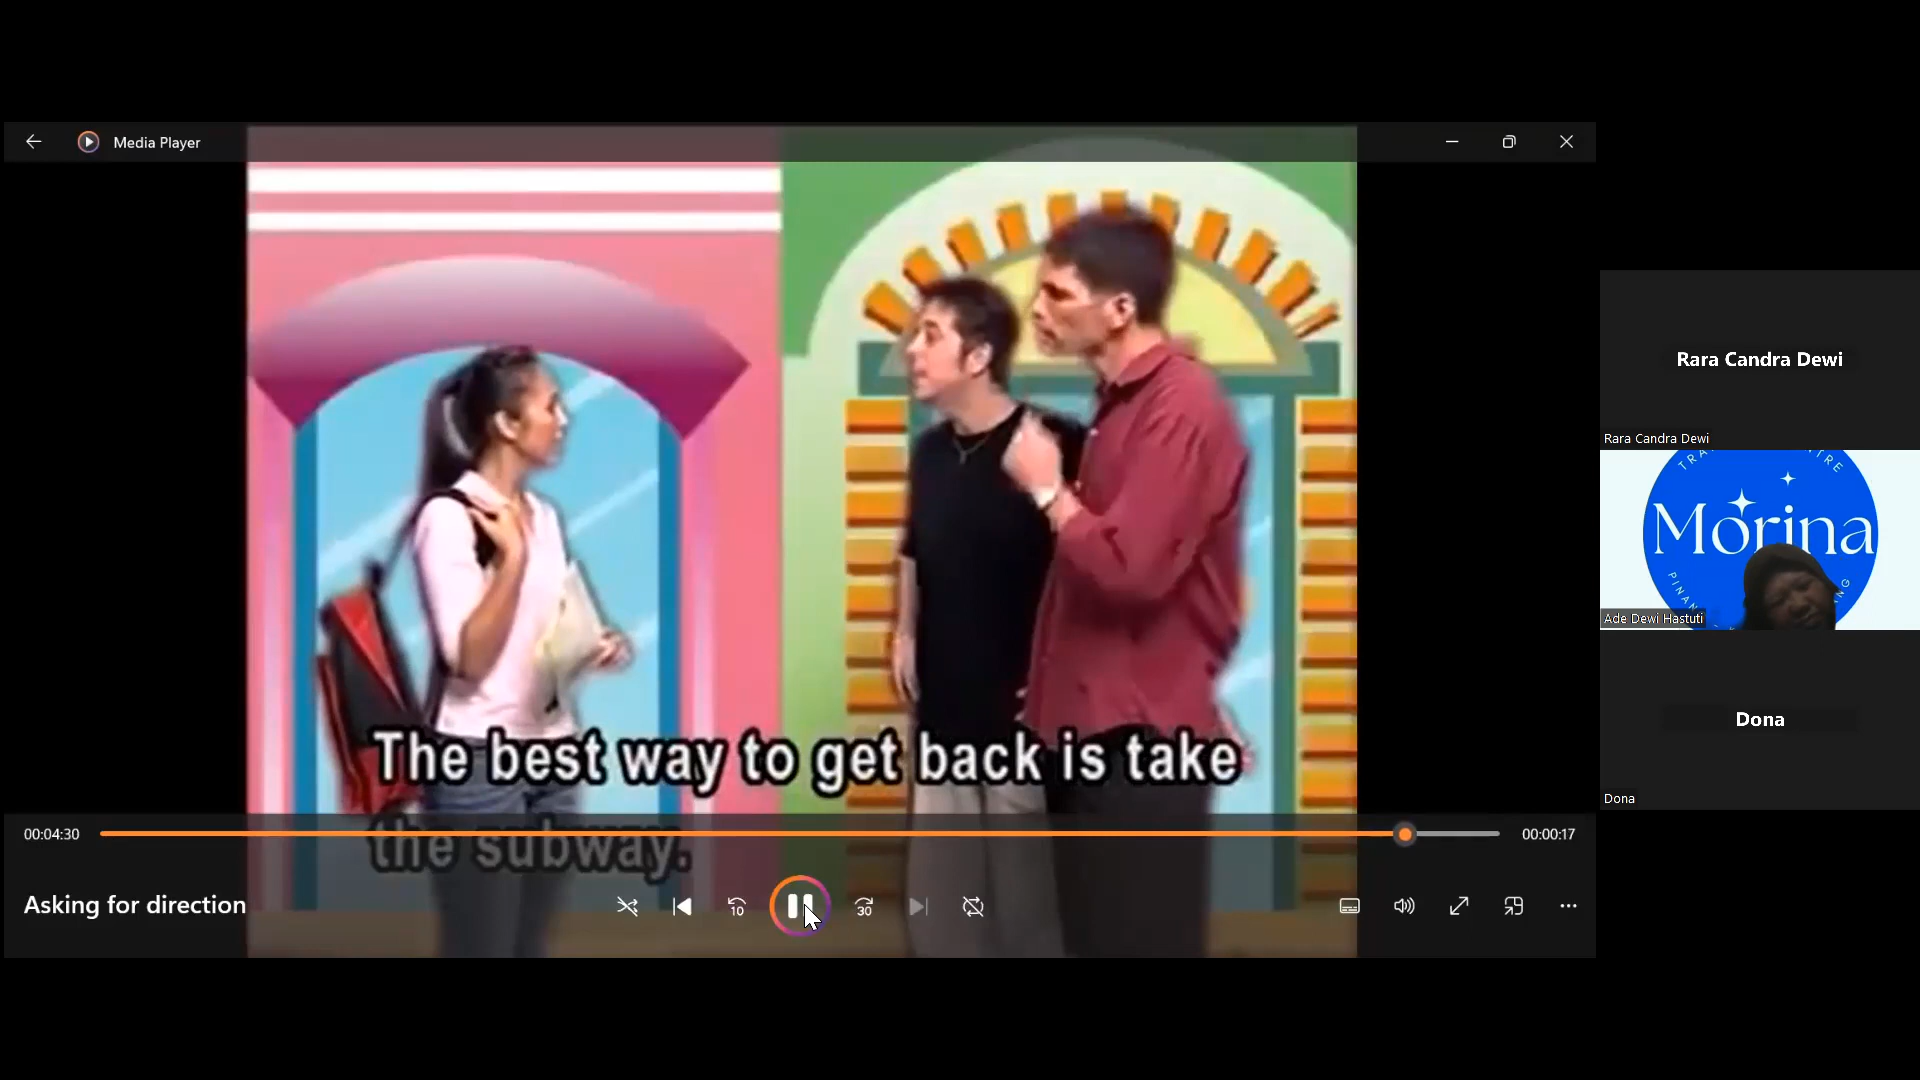 Media Player
The best way to get back is take
the subway.
00:04:30
00:00:17
Asking for direction
10
30
Rara Candra Dewi
Rara Candra Dewi
Morina
Ade Dewi Hastuti
Dona
Dona